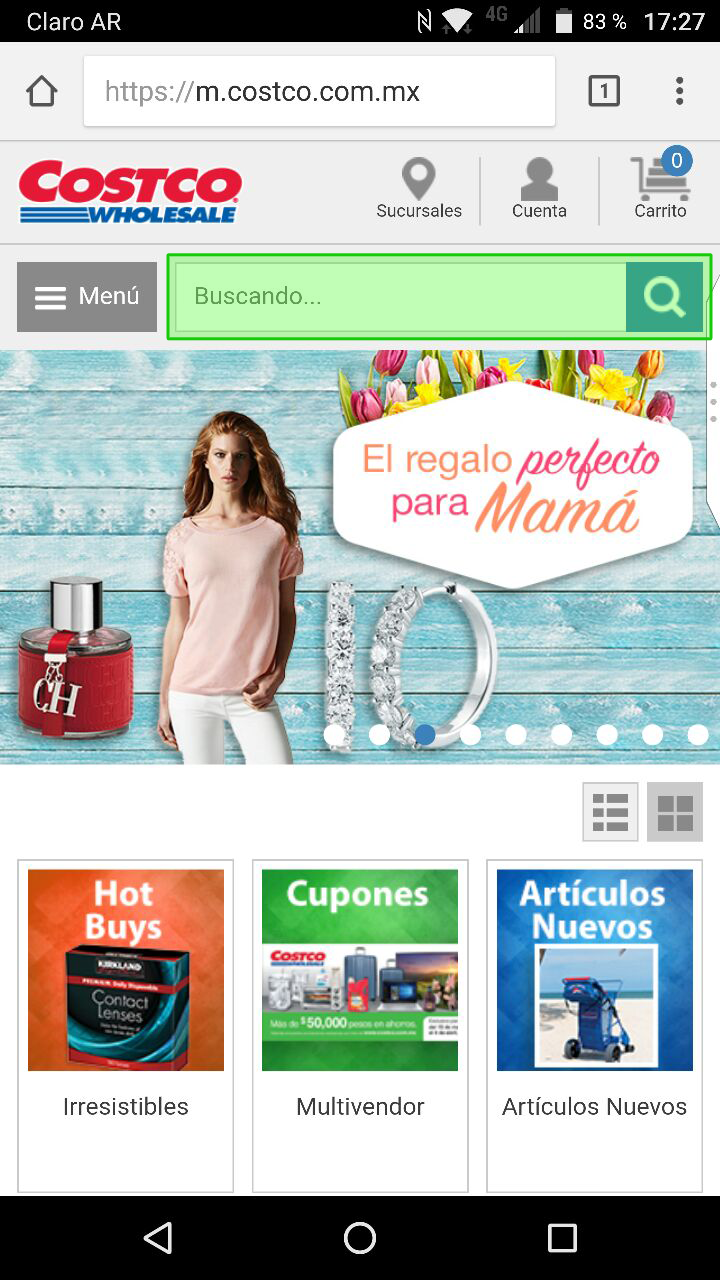 Claro AR
4G
83 %
17:27
https://m.costco.com.mx
1
COSTCO
WHOLESALE
Sucursales
Cuenta
0
Carrito
Menú
Buscando...
El regalo perfecto
para Mamá
CH
Hot
Buys
KIRKLAND
Contact
Lenses
Irresistibles
Cupones
COSTCO
WHOLESALE
Más de $50,000 pesos en ahorros.
Multivendor
Artículos
Nuevos
Artículos Nuevos